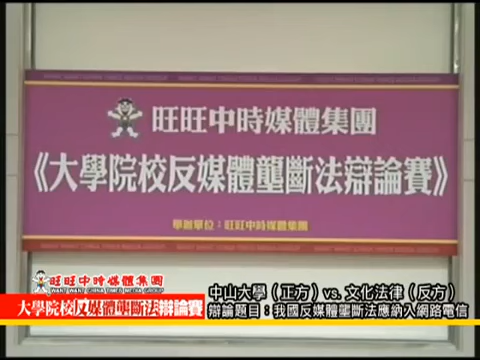 旺旺中時媒體集團
《大學院校反媒體壟斷法辯論賽》
舉辦單位：旺旺中時媒體集團
旺旺中時媒體集團
WANT WANT CHINA TIMES MEDIA GROUP
大學院校反媒體壟斷法辯論賽
中山大學（正方）vs. 文化法律（反方）
辯論題目：我國反媒體壟斷法應納入網路電信